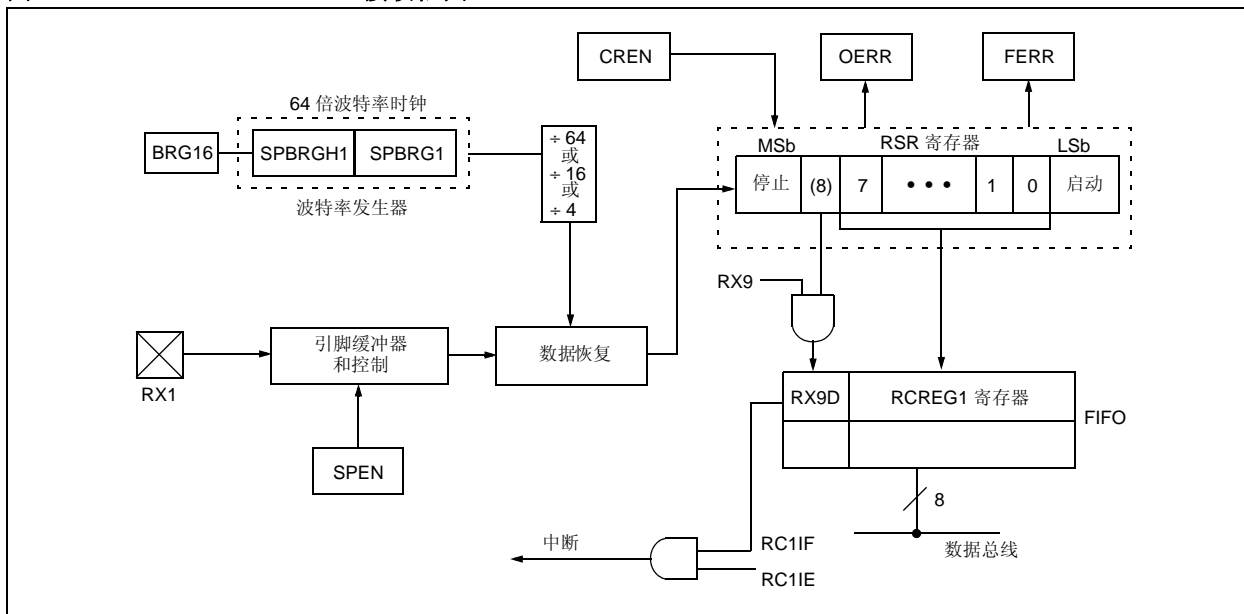 CREN
OERR
FERR
64 倍波特率时钟
BRG16
SPBRGH1
SPBRG1
波特率发生器
÷ 64
或
÷ 16
或
÷ 4
MSb
RSR 寄存器
LSb
停止
(8)
7
• • •
1
0
启动
RX9
RX1
引脚缓冲器
和控制
数据恢复
SPEN
RX9D
RCREG1 寄存器
FIFO
8
数据总线
中断
RC1IF
RC1IE